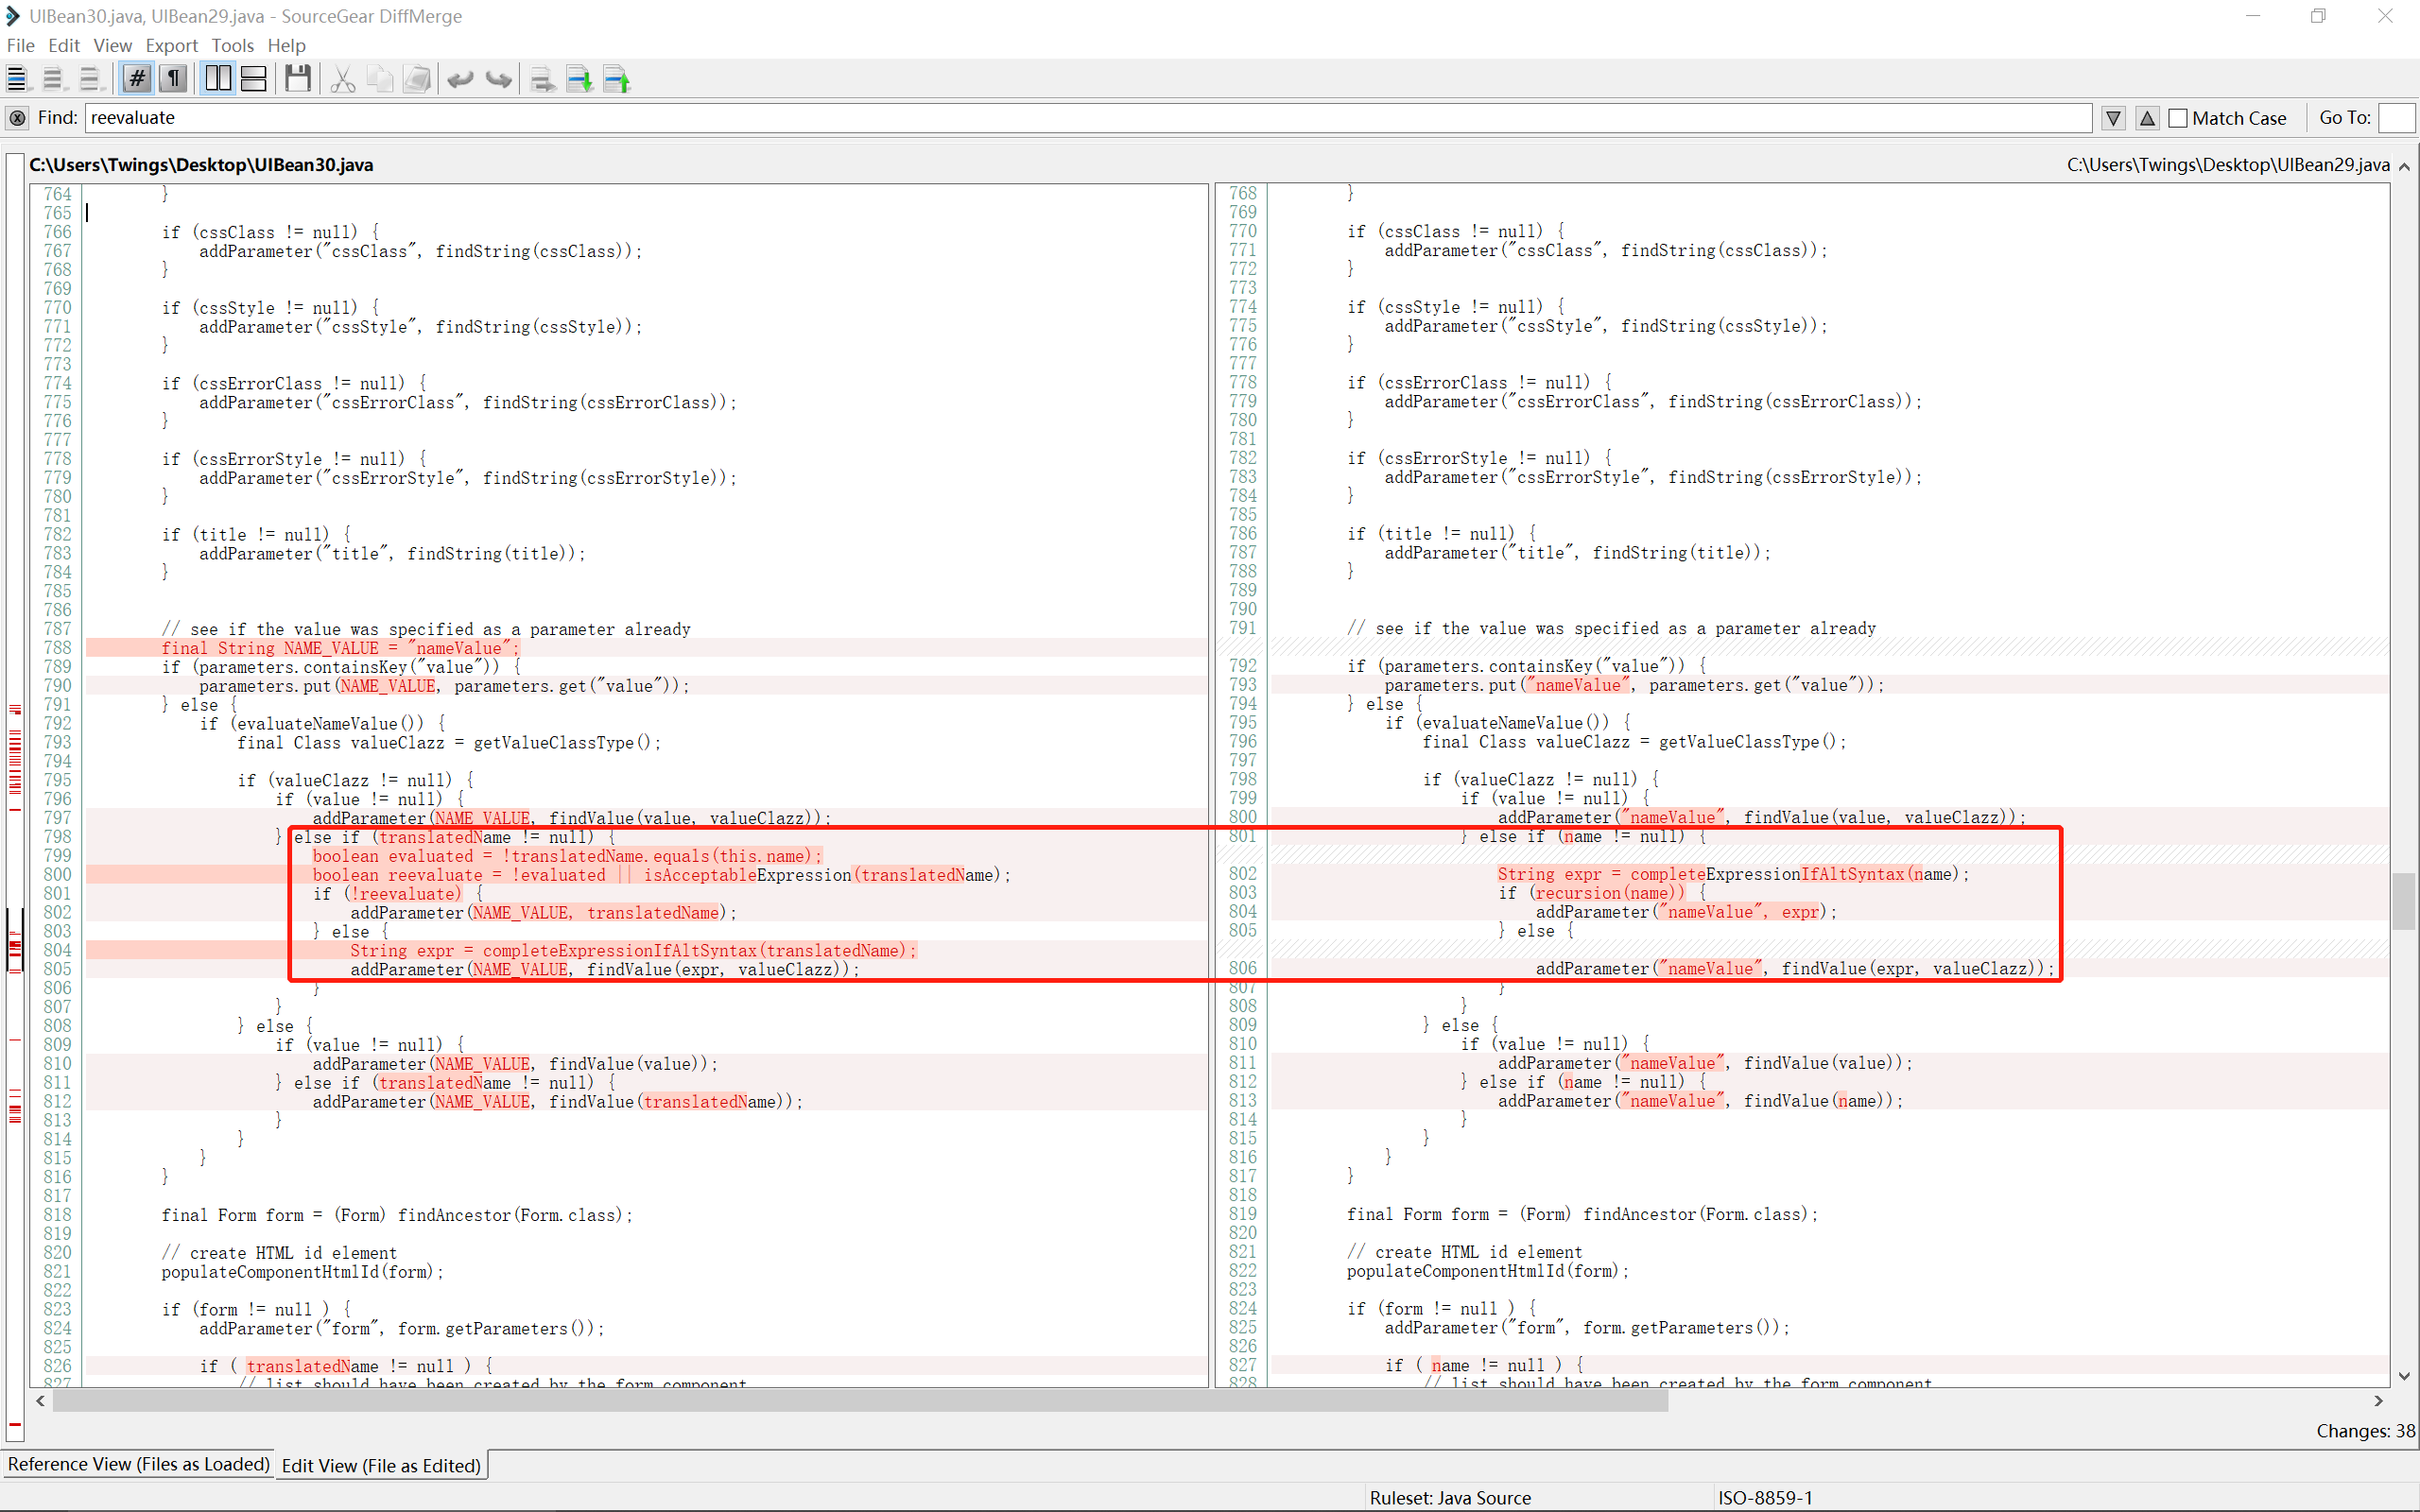 UIBean30.java, UIBean29.java - SourceGear DiffMerge
File Edit View Export Tools Help
Find: reevaluate Match Case Go To:
C:\Users\Twings\Desktop\UIBean30.java
764 }
765
766 if (cssClass != null) {
767 addParameter("cssClass", findString(cssClass));
768 }
769
770 if (cssStyle != null) {
771 addParameter("cssStyle", findString(cssStyle));
772 }
773
774 if (cssErrorClass != null) {
775 addParameter("cssErrorClass", findString(cssErrorClass));
776 }
777
778 if (cssErrorStyle != null) {
779 addParameter("cssErrorStyle", findString(cssErrorStyle));
780 }
781
782 if (title != null) {
783 addParameter("title", findString(title));
784 }
785
786
787 // see if the value was specified as a parameter already
788 final String NAME_VALUE = "nameValue";
789 if (parameters.containsKey("value")) {
790 parameters.put(NAME_VALUE, parameters.get("value"));
791 } else {
792 if (evaluateNameValue()) {
793 final Class valueClazz = getValueClassType();
794
795 if (valueClazz != null) {
796 if (value != null) {
797 addParameter(NAME_VALUE, findValue(value, valueClazz));
798 } else if (translatedName != null) {
799 boolean evaluated = !translatedName.equals(this.name);
800 boolean reevaluate = !evaluated || isAcceptableExpression(translatedName);
801 if (!reevaluate) {
802 addParameter(NAME_VALUE, translatedName);
803 } else {
804 String expr = completeExpressionIfAltSyntax(translatedName);
805 addParameter(NAME_VALUE, findValue(expr, valueClazz));
806 }
807 }
808 } else {
809 if (value != null) {
810 addParameter(NAME_VALUE, findValue(value));
811 } else if (translatedName != null) {
812 addParameter(NAME_VALUE, findValue(translatedName));
813 }
814 }
815 }
816 }
817
818 final Form form = (Form) findAncestor(Form.class);
819
820 // create HTML id element
821 populateComponentHtmlId(form);
822
823 if (form != null ) {
824 addParameter("form", form.getParameters());
825
826 if ( translatedName != null ) {
827 // list should have been created by the form component
C:\Users\Twings\Desktop\UIBean29.java
768 }
769
770 if (cssClass != null) {
771 addParameter("cssClass", findString(cssClass));
772 }
773
774 if (cssStyle != null) {
775 addParameter("cssStyle", findString(cssStyle));
776 }
777
778 if (cssErrorClass != null) {
779 addParameter("cssErrorClass", findString(cssErrorClass));
780 }
781
782 if (cssErrorStyle != null) {
783 addParameter("cssErrorStyle", findString(cssErrorStyle));
784 }
785
786 if (title != null) {
787 addParameter("title", findString(title));
788 }
789
790
791 // see if the value was specified as a parameter already
792 if (parameters.containsKey("value")) {
793 parameters.put("nameValue", parameters.get("value"));
794 } else {
795 if (evaluateNameValue()) {
796 final Class valueClazz = getValueClassType();
797
798 if (valueClazz != null) {
799 if (value != null) {
800 addParameter("nameValue", findValue(value, valueClazz));
801 } else if (name != null) {
802 String expr = completeExpressionIfAltSyntax(name);
803 if (recursion(name)) {
804 addParameter("nameValue", expr);
805 } else {
806 addParameter("nameValue", findValue(expr, valueClazz));
807 }
808 }
809 } else {
810 if (value != null) {
811 addParameter("nameValue", findValue(value));
812 } else if (name != null) {
813 addParameter("nameValue", findValue(name));
814 }
815 }
816 }
817 }
818
819 final Form form = (Form) findAncestor(Form.class);
820
821 // create HTML id element
822 populateComponentHtmlId(form);
823
824 if (form != null ) {
825 addParameter("form", form.getParameters());
826
827 if ( name != null ) {
828 // list should have been created by the form component
Changes: 38
Reference View (Files as Loaded) Edit View (File as Edited)
Ruleset: Java Source ISO-8859-1